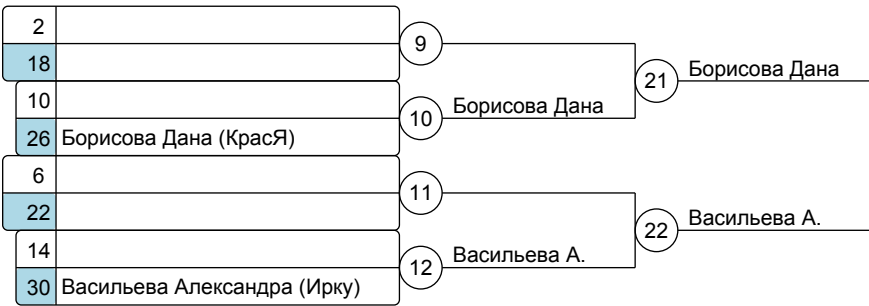 2
9
18
21 Борисова Дана
10
10 Борисова Дана
26 Борисова Дана (КрасЯ)
6
11
22
22 Васильева А.
14
12 Васильева А.
30 Васильева Александра (Ирку)